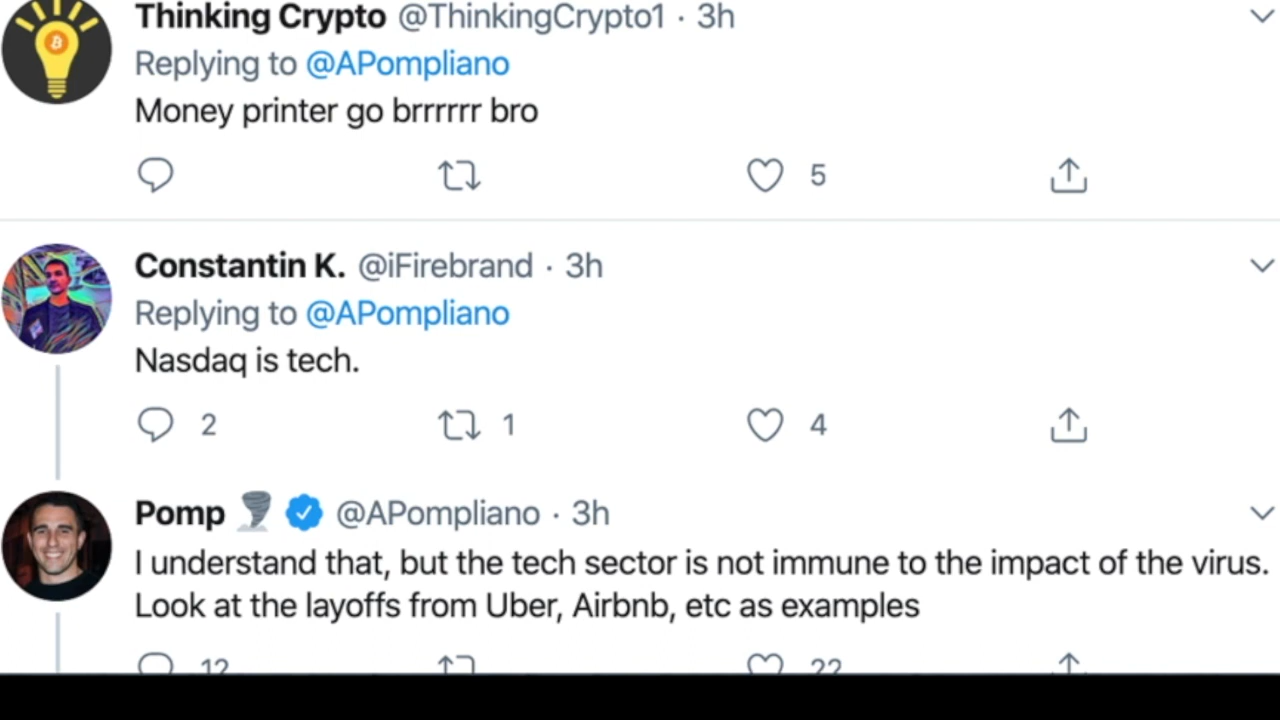 Thinking Crypto @ThinkingCrypto1 · 3h
Replying to @APompliano
Money printer go brrrrrr bro
5
Constantin K. @iFirebrand · 3h
Replying to @APompliano
Nasdaq is tech.
2 1 4
Pomp @APompliano · 3h
I understand that, but the tech sector is not immune to the impact of the virus.
Look at the layoffs from Uber, Airbnb, etc as examples
12 22